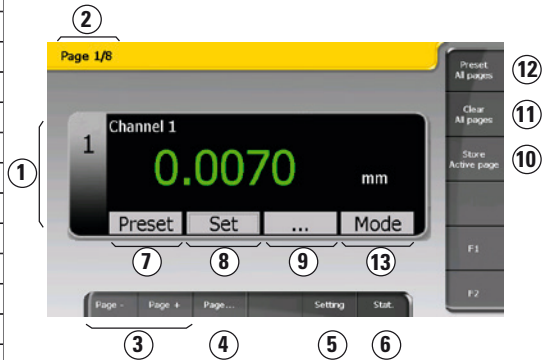 2
Page 1/8
Preset
All pages
12
Clear
All pages
11
Store
Active page
10
1
1
Channel 1
0.0070 mm
Preset Set ... Mode
7 8 9 13
F1
F2
Page - Page + Page... Setting Stat.
3 4 5 6